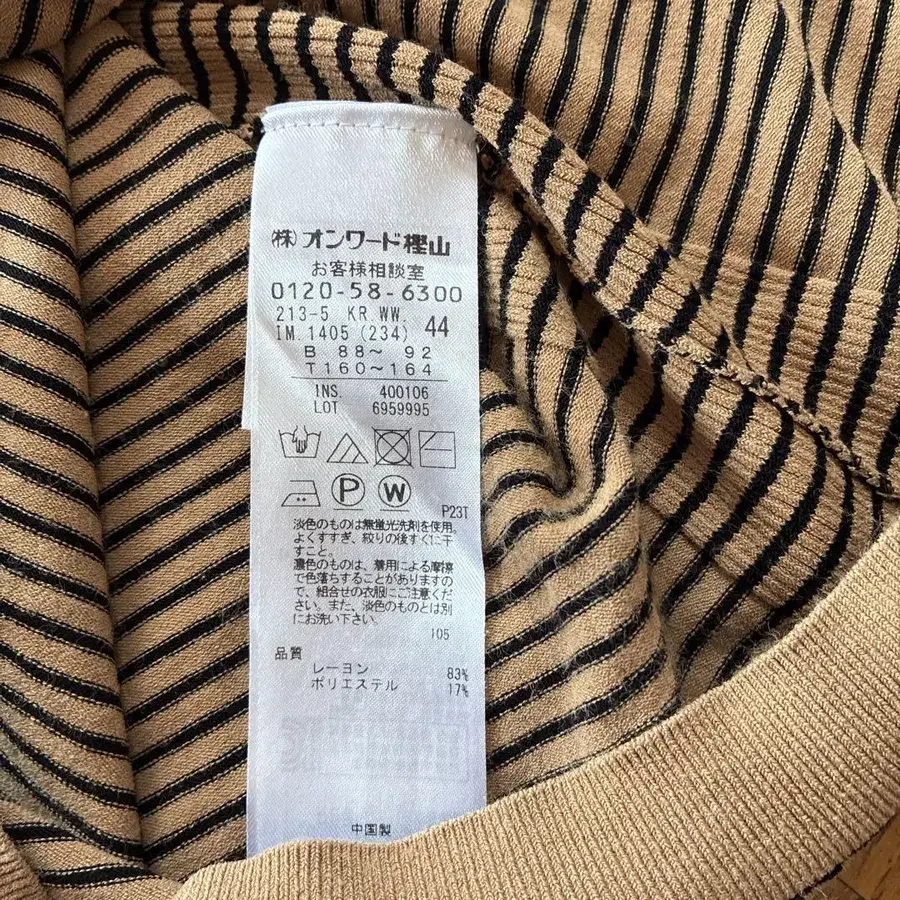 ㈱オンワード樫山
お客様相談室
0120-58-6300
213-5 KR.WW.
IM.1405(234) 44
B 88～ 92
T160～164
INS. 400106
LOT 6959995
P W
P23T
淡色のものは無蛍光洗剤を使用。
よくすすぎ、絞りの後すぐに干
すこと。
濃色のものは、着用による摩擦
で色落ちすることがありますの
で、組合せの衣服にご注意くだ
さい。また、淡色のものとは別
にお洗い下さい。
105
品質
レーヨン 83%
ポリエステル 17%
中国製